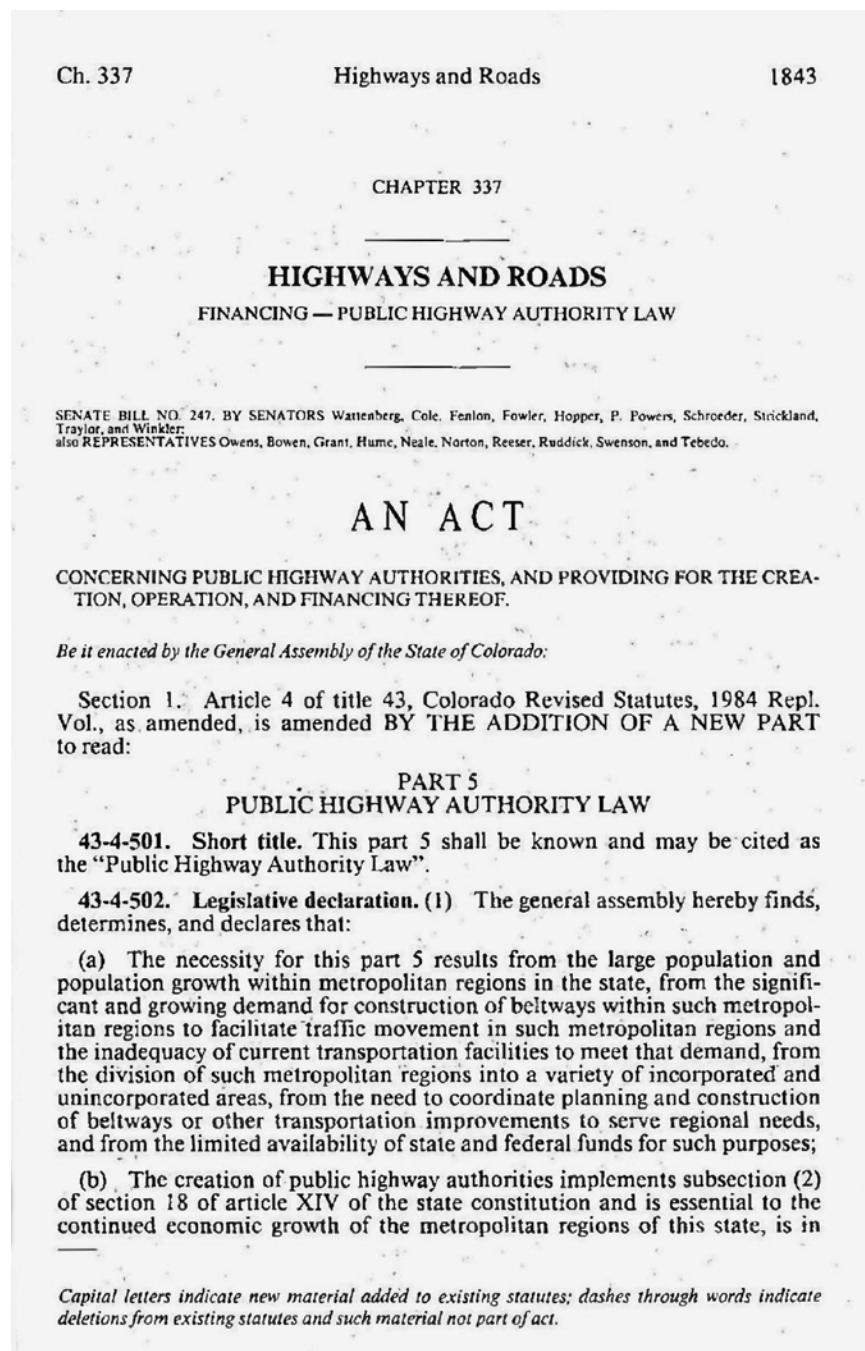 Ch. 337 Highways and Roads 1843
CHAPTER 337
HIGHWAYS AND ROADS
FINANCING — PUBLIC HIGHWAY AUTHORITY LAW
SENATE BILL NO. 247. BY SENATORS Wattenberg, Cole, Fenlon, Fowler, Hopper, P. Powers, Schroeder, Strickland,
Traylor, and Winkler;
also REPRESENTATIVES Owens, Bowen, Grant, Hume, Neale, Norton, Reeser, Ruddick, Swenson, and Tebedo.
AN ACT
CONCERNING PUBLIC HIGHWAY AUTHORITIES, AND PROVIDING FOR THE CREA-
TION, OPERATION, AND FINANCING THEREOF.
Be it enacted by the General Assembly of the State of Colorado:
Section 1. Article 4 of title 43, Colorado Revised Statutes, 1984 Repl.
Vol., as amended, is amended BY THE ADDITION OF A NEW PART
to read:
PART 5
PUBLIC HIGHWAY AUTHORITY LAW
43-4-501. Short title. This part 5 shall be known and may be cited as
the “Public Highway Authority Law”.
43-4-502. Legislative declaration. (1) The general assembly hereby finds,
determines, and declares that:
(a) The necessity for this part 5 results from the large population and
population growth within metropolitan regions in the state, from the signifi-
cant and growing demand for construction of beltways within such metropol-
itan regions to facilitate traffic movement in such metropolitan regions and
the inadequacy of current transportation facilities to meet that demand, from
the division of such metropolitan regions into a variety of incorporated and
unincorporated areas, from the need to coordinate planning and construction
of beltways or other transportation improvements to serve regional needs,
and from the limited availability of state and federal funds for such purposes;
(b) The creation of public highway authorities implements subsection (2)
of section 18 of article XIV of the state constitution and is essential to the
continued economic growth of the metropolitan regions of this state, is in
Capital letters indicate new material added to existing statutes; dashes through words indicate
deletions from existing statutes and such material not part of act.